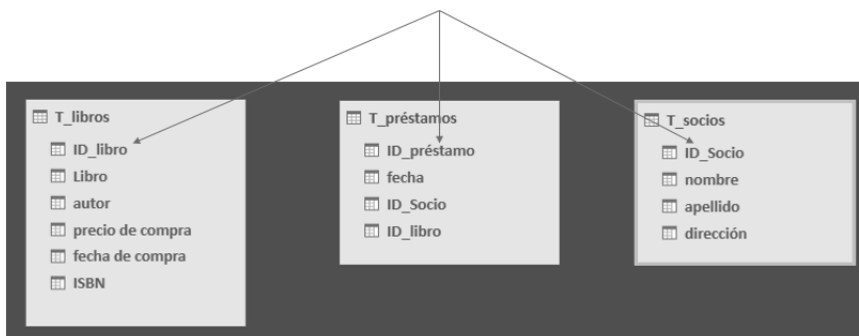 T_libros
ID_libro
Libro
autor
precio de compra
fecha de compra
ISBN
T_préstamos
ID_préstamo
fecha
ID_Socio
ID_libro
T_socios
ID_Socio
nombre
apellido
dirección